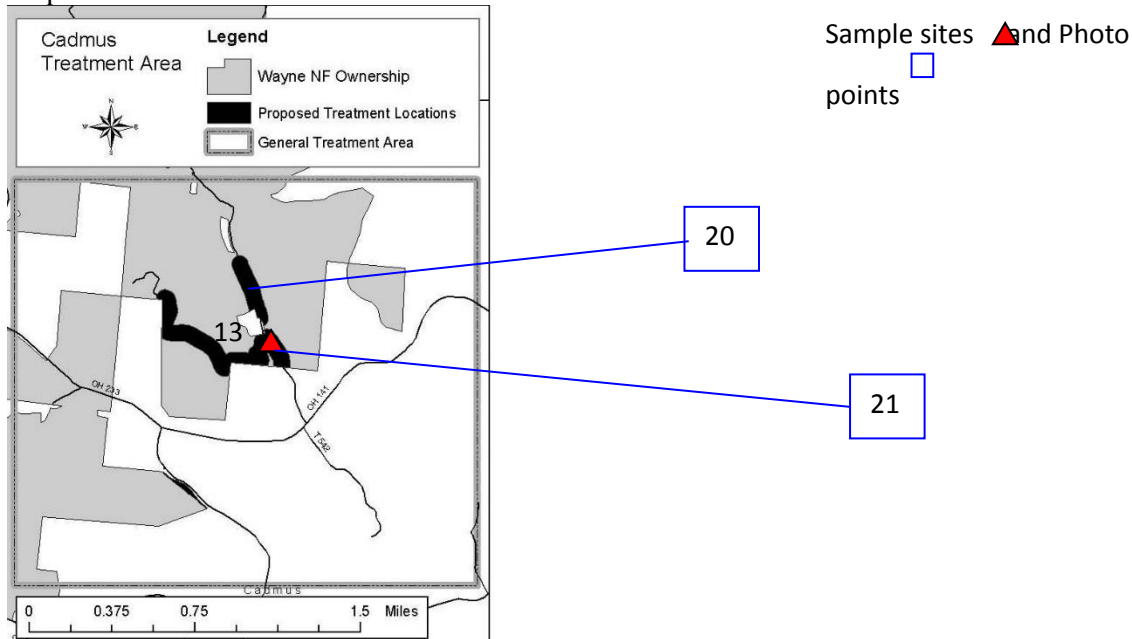 Cadmus
Treatment Area
Legend
Wayne NF Ownership
Proposed Treatment Locations
General Treatment Area
N
W E
S
Sample sites and Photo
points
20
13
21
OH 233
OH 141
T 542
Cadmus
0 0.375 0.75 1.5 Miles